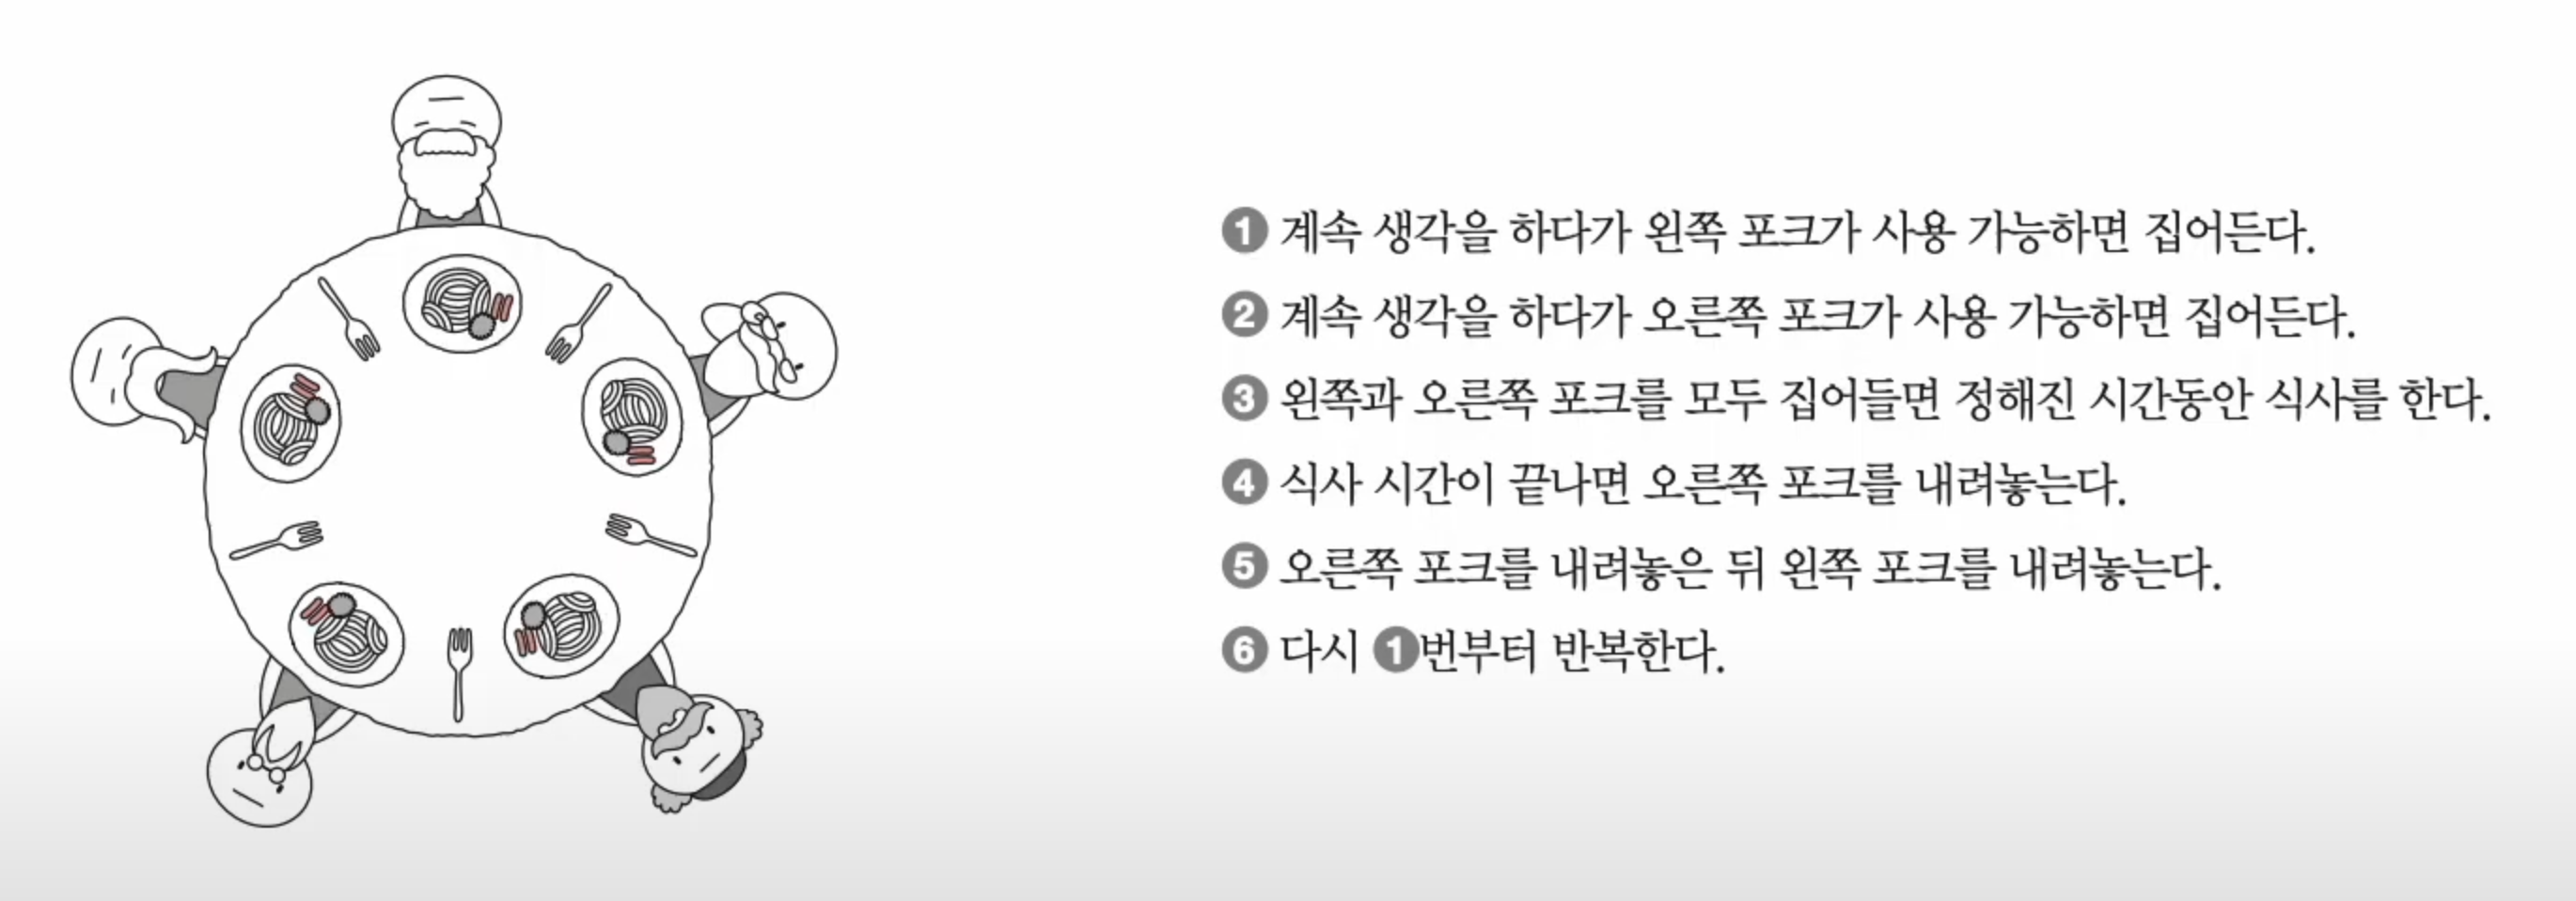 ❶ 계속 생각을 하다가 왼쪽 포크가 사용 가능하면 집어든다.
❷ 계속 생각을 하다가 오른쪽 포크가 사용 가능하면 집어든다.
❸ 왼쪽과 오른쪽 포크를 모두 집어들면 정해진 시간동안 식사를 한다.
❹ 식사 시간이 끝나면 오른쪽 포크를 내려놓는다.
❺ 오른쪽 포크를 내려놓은 뒤 왼쪽 포크를 내려놓는다.
❻ 다시 ❶번부터 반복한다.